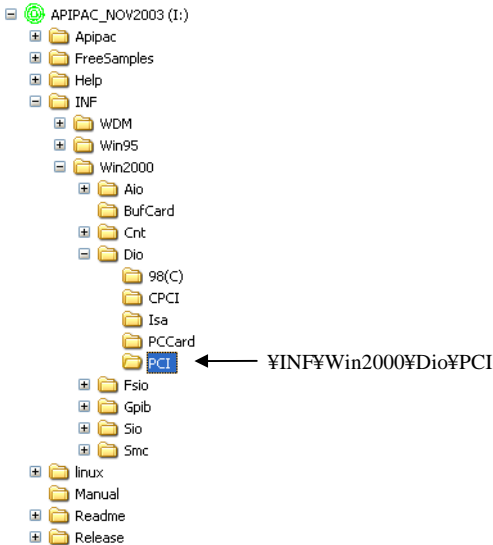 APIPAC_NOV2003 (I:)
Apipac
FreeSamples
Help
INF
WDM
Win95
Win2000
Aio
BufCard
Cnt
Dio
98(C)
CPCI
Isa
PCCard
PCI ¥INF¥Win2000¥Dio¥PCI
Fsio
Gpib
Sio
Smc
linux
Manual
Readme
Release